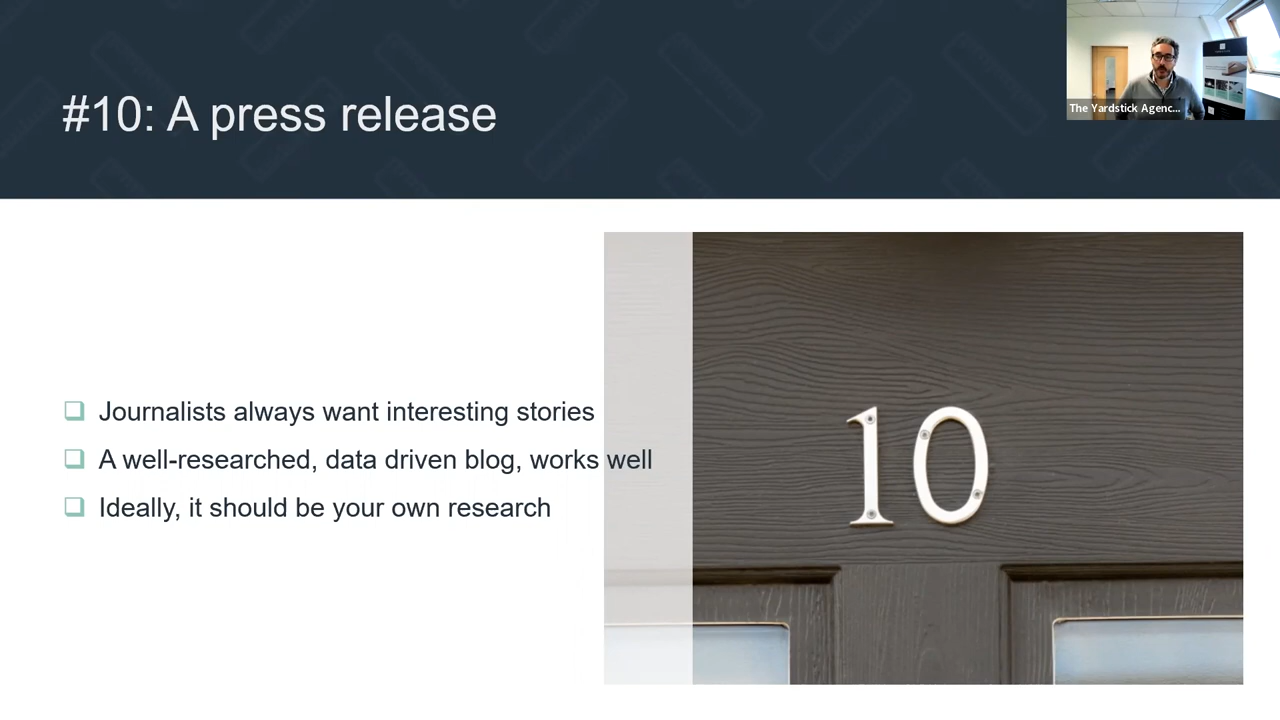 #10: A press release
The Yardstick Agenc...
Journalists always want interesting stories
A well-researched, data driven blog, works well
Ideally, it should be your own research
10